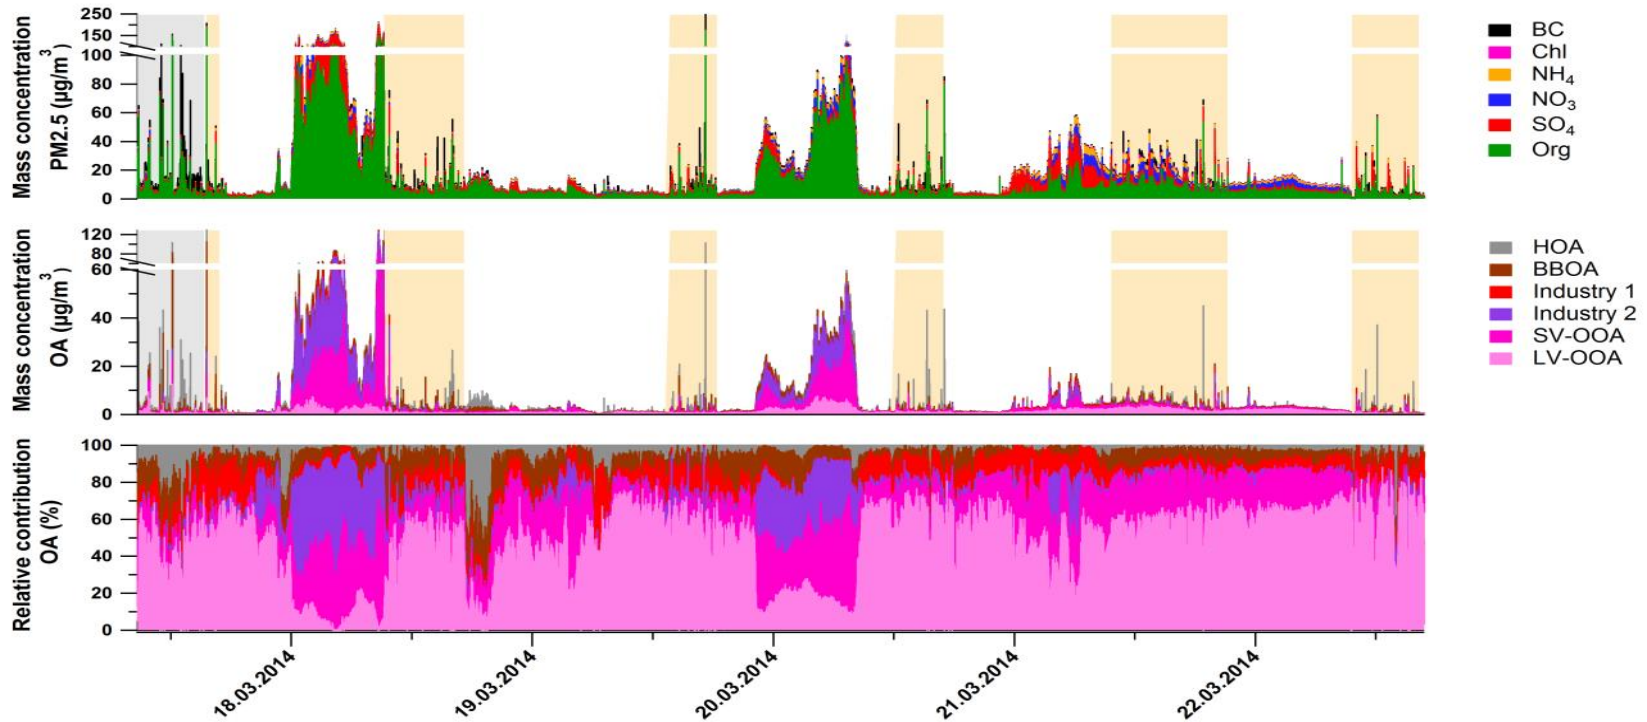 Mass concentration
PM2.5 (µg/m³)
250
150
100
80
60
40
20
0
BC
Chl
NH₄
NO₃
SO₄
Org
Mass concentration
OA (µg/m³)
120
80
60
40
20
0
HOA
BBOA
Industry 1
Industry 2
SV-OOA
LV-OOA
Relative contribution
OA (%)
100
80
60
40
20
0
18.03.2014
19.03.2014
20.03.2014
21.03.2014
22.03.2014